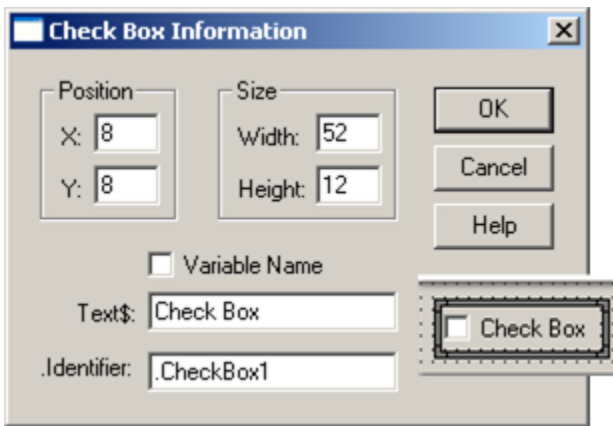 Check Box Information
Position
X: 8
Y: 8
Size
Width: 52
Height: 12
OK
Cancel
Help
Variable Name
Text$: Check Box
.Identifier: .CheckBox1
Check Box